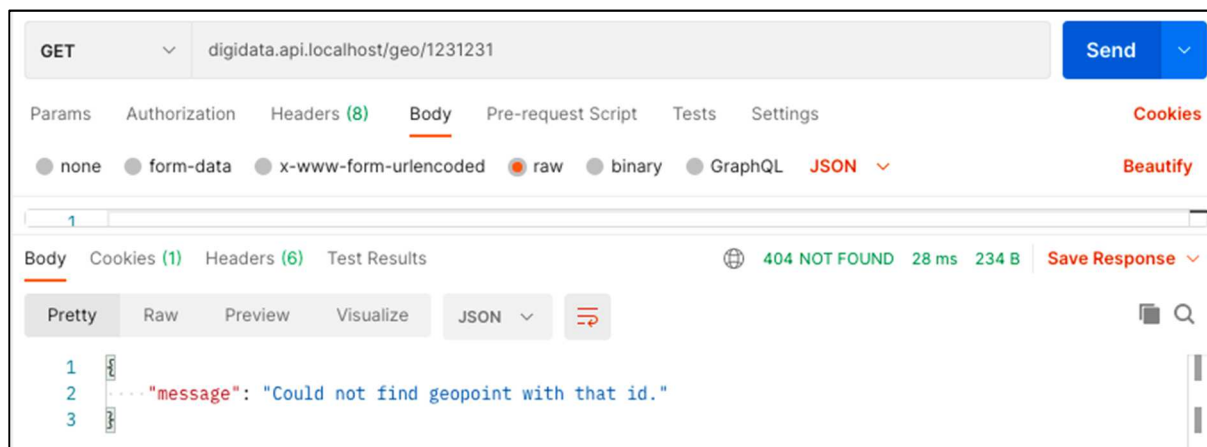 GET digidata.api.localhost/geo/1231231 Send
Params Authorization Headers (8) Body Pre-request Script Tests Settings Cookies
none form-data x-www-form-urlencoded raw binary GraphQL JSON Beautify
1
Body Cookies (1) Headers (6) Test Results 404 NOT FOUND 28 ms 234 B Save Response
Pretty Raw Preview Visualize JSON
1 {
2 "message": "Could not find geopoint with that id."
3 }